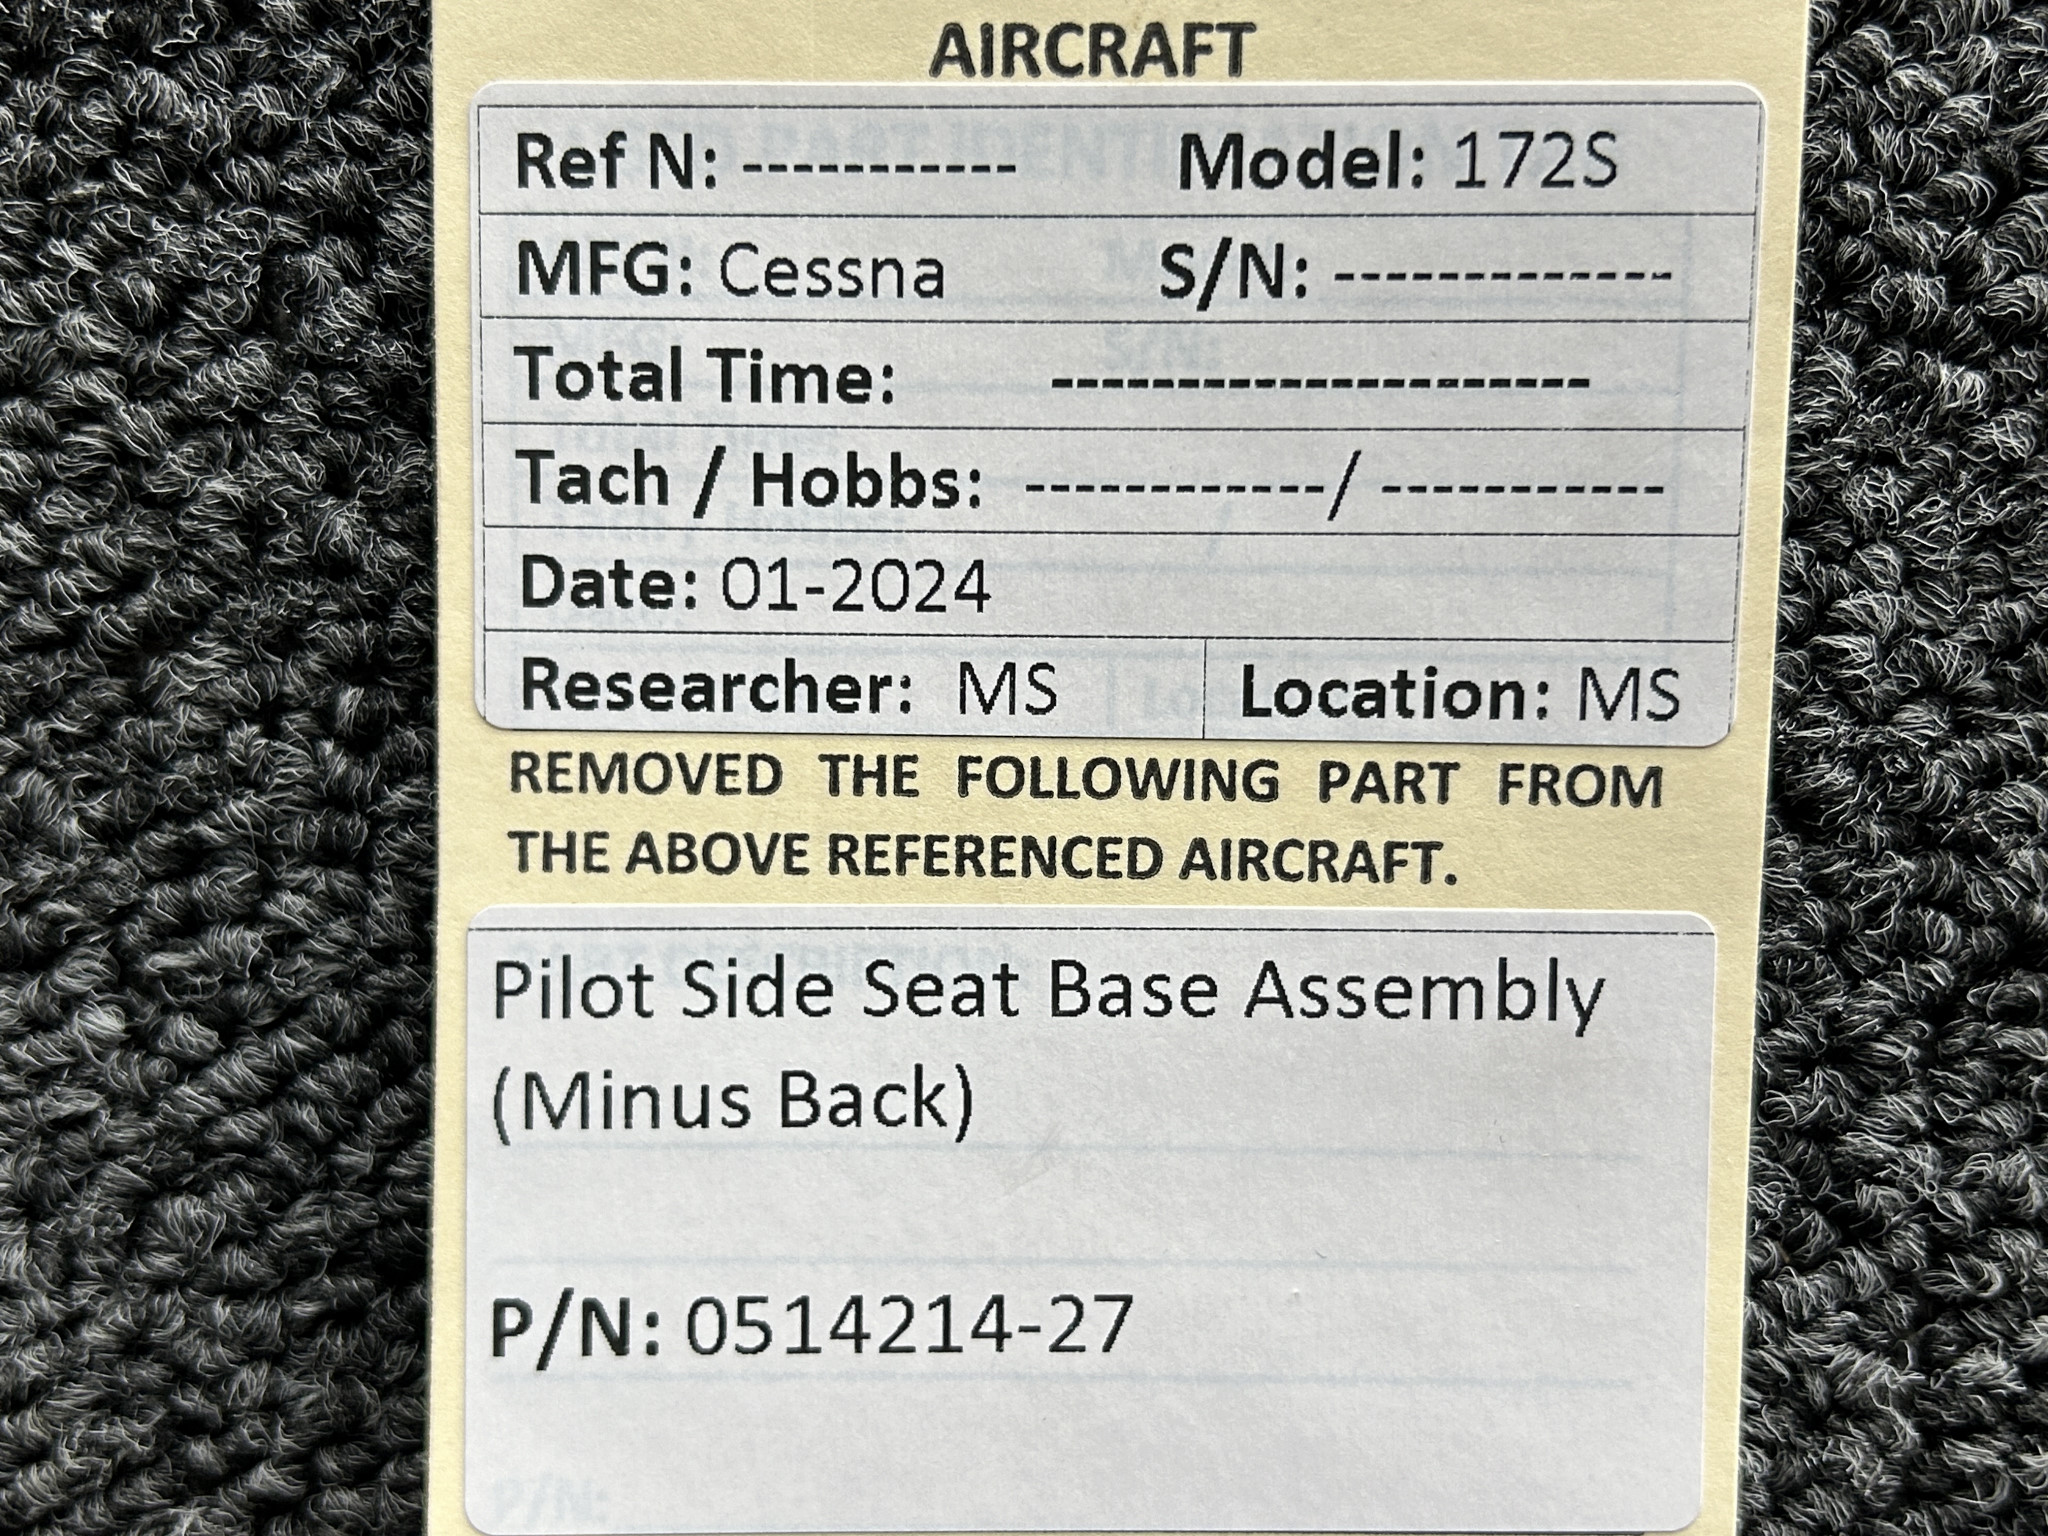 AIRCRAFT
Ref N: ----------- Model: 172S
MFG: Cessna S/N: -------------
Total Time: ---------------------
Tach / Hobbs: ------------/ -----------
Date: 01-2024
Researcher: MS Location: MS
REMOVED THE FOLLOWING PART FROM
THE ABOVE REFERENCED AIRCRAFT.
Pilot Side Seat Base Assembly
(Minus Back)
P/N: 0514214-27
P/N: